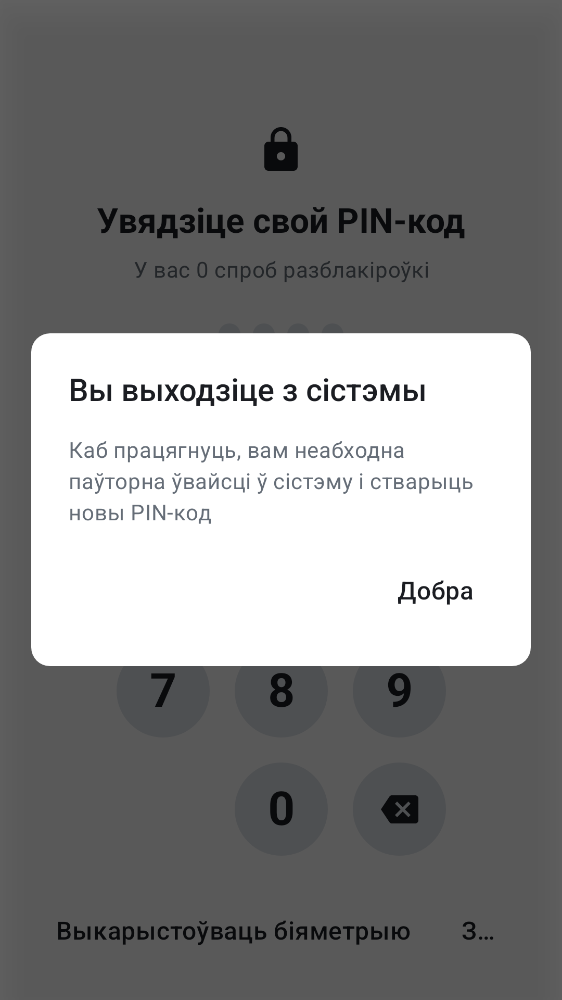 Увядзіце свой PIN-код
У вас 0 спроб разблакіроўкі
Вы выходзіце з сістэмы
Каб працягнуць, вам неабходна
паўторна ўвайсці ў сістэму і стварыць
новы PIN-код
Добра
7 8 9
0
Выкарыстоўваць біяметрыю З...